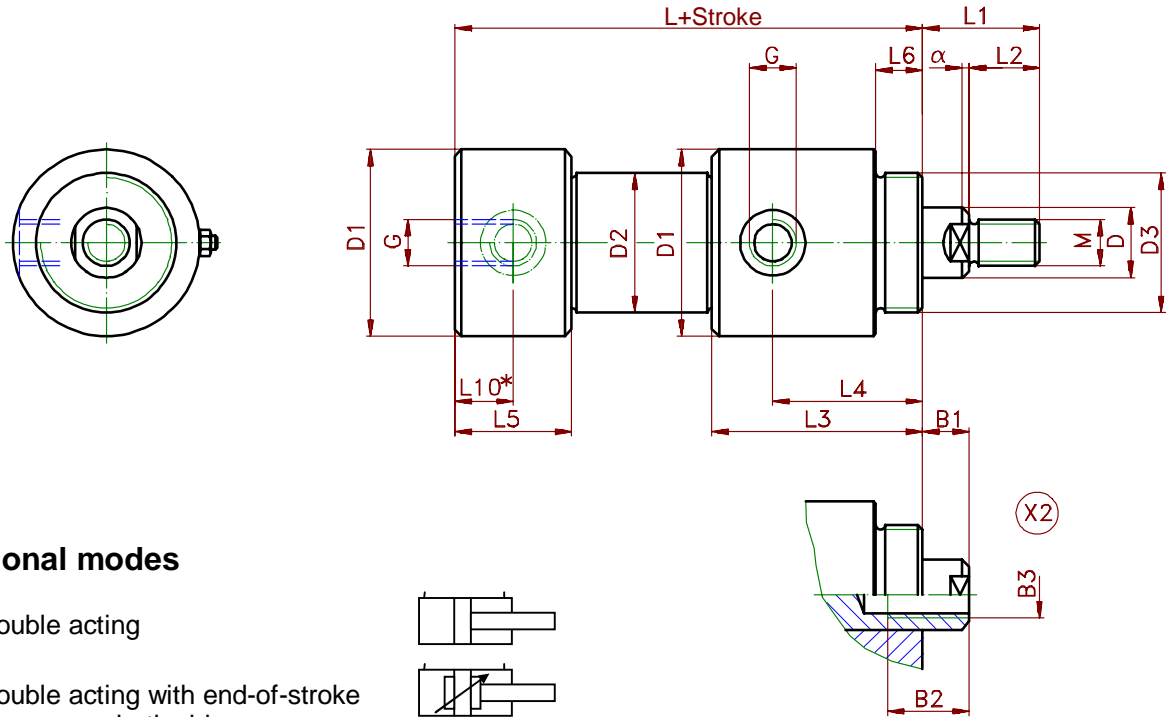 L+Stroke
L1
G
L6
α
L2
D1
G
D2
D1
M
D
D3
L10*
L5
L4
L3
B1
X2
B3
B2
onal modes
ouble acting
ouble acting with end-of-stroke